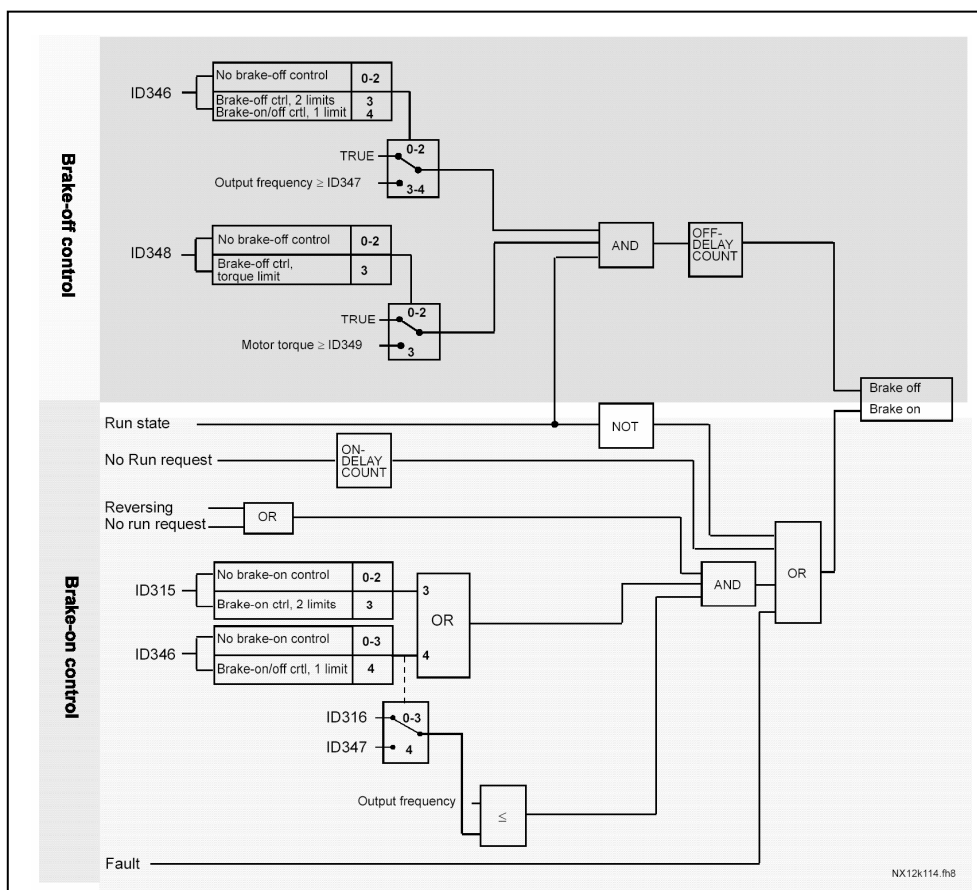 Brake-off control
ID346
No brake-off control 0-2
Brake-off ctrl, 2 limits 3
Brake-on/off crtl, 1 limit 4
0-2
TRUE
Output frequency ≥ ID347
3-4
ID348
No brake-off control 0-2
Brake-off ctrl,
torque limit 3
0-2
TRUE
Motor torque ≥ ID349
3
AND
OFF-
DELAY
COUNT
Brake off
Brake on
Brake-on control
Run state
NOT
No Run request
ON-
DELAY
COUNT
Reversing
No run request
OR
ID315
No brake-on control 0-2
Brake-on ctrl, 2 limits 3
3
OR
4
ID346
No brake-on control 0-3
Brake-on/off crtl, 1 limit 4
AND
OR
ID316
0-3
ID347
4
Output frequency
≤
Fault
NX12k114.fh8